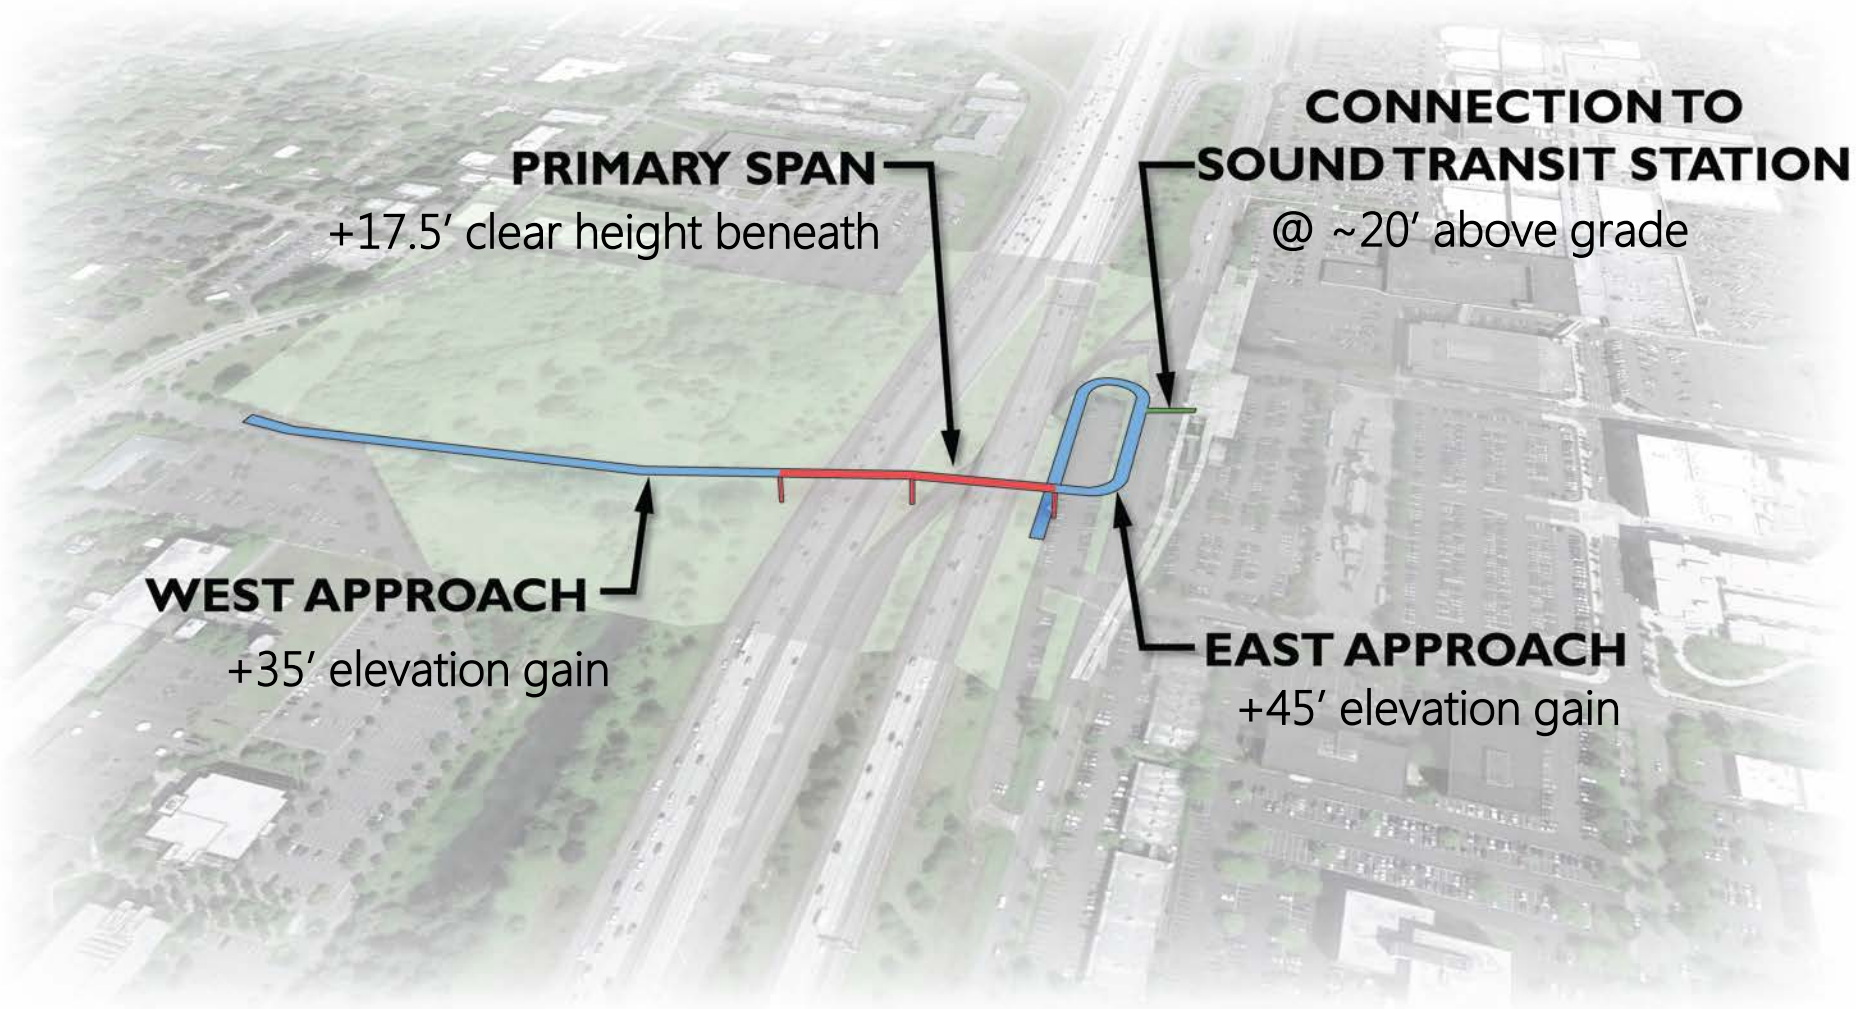 CONNECTION TO
SOUND TRANSIT STATION
@ ~20’ above grade
PRIMARY SPAN
+17.5’ clear height beneath
WEST APPROACH
+35’ elevation gain
EAST APPROACH
+45’ elevation gain